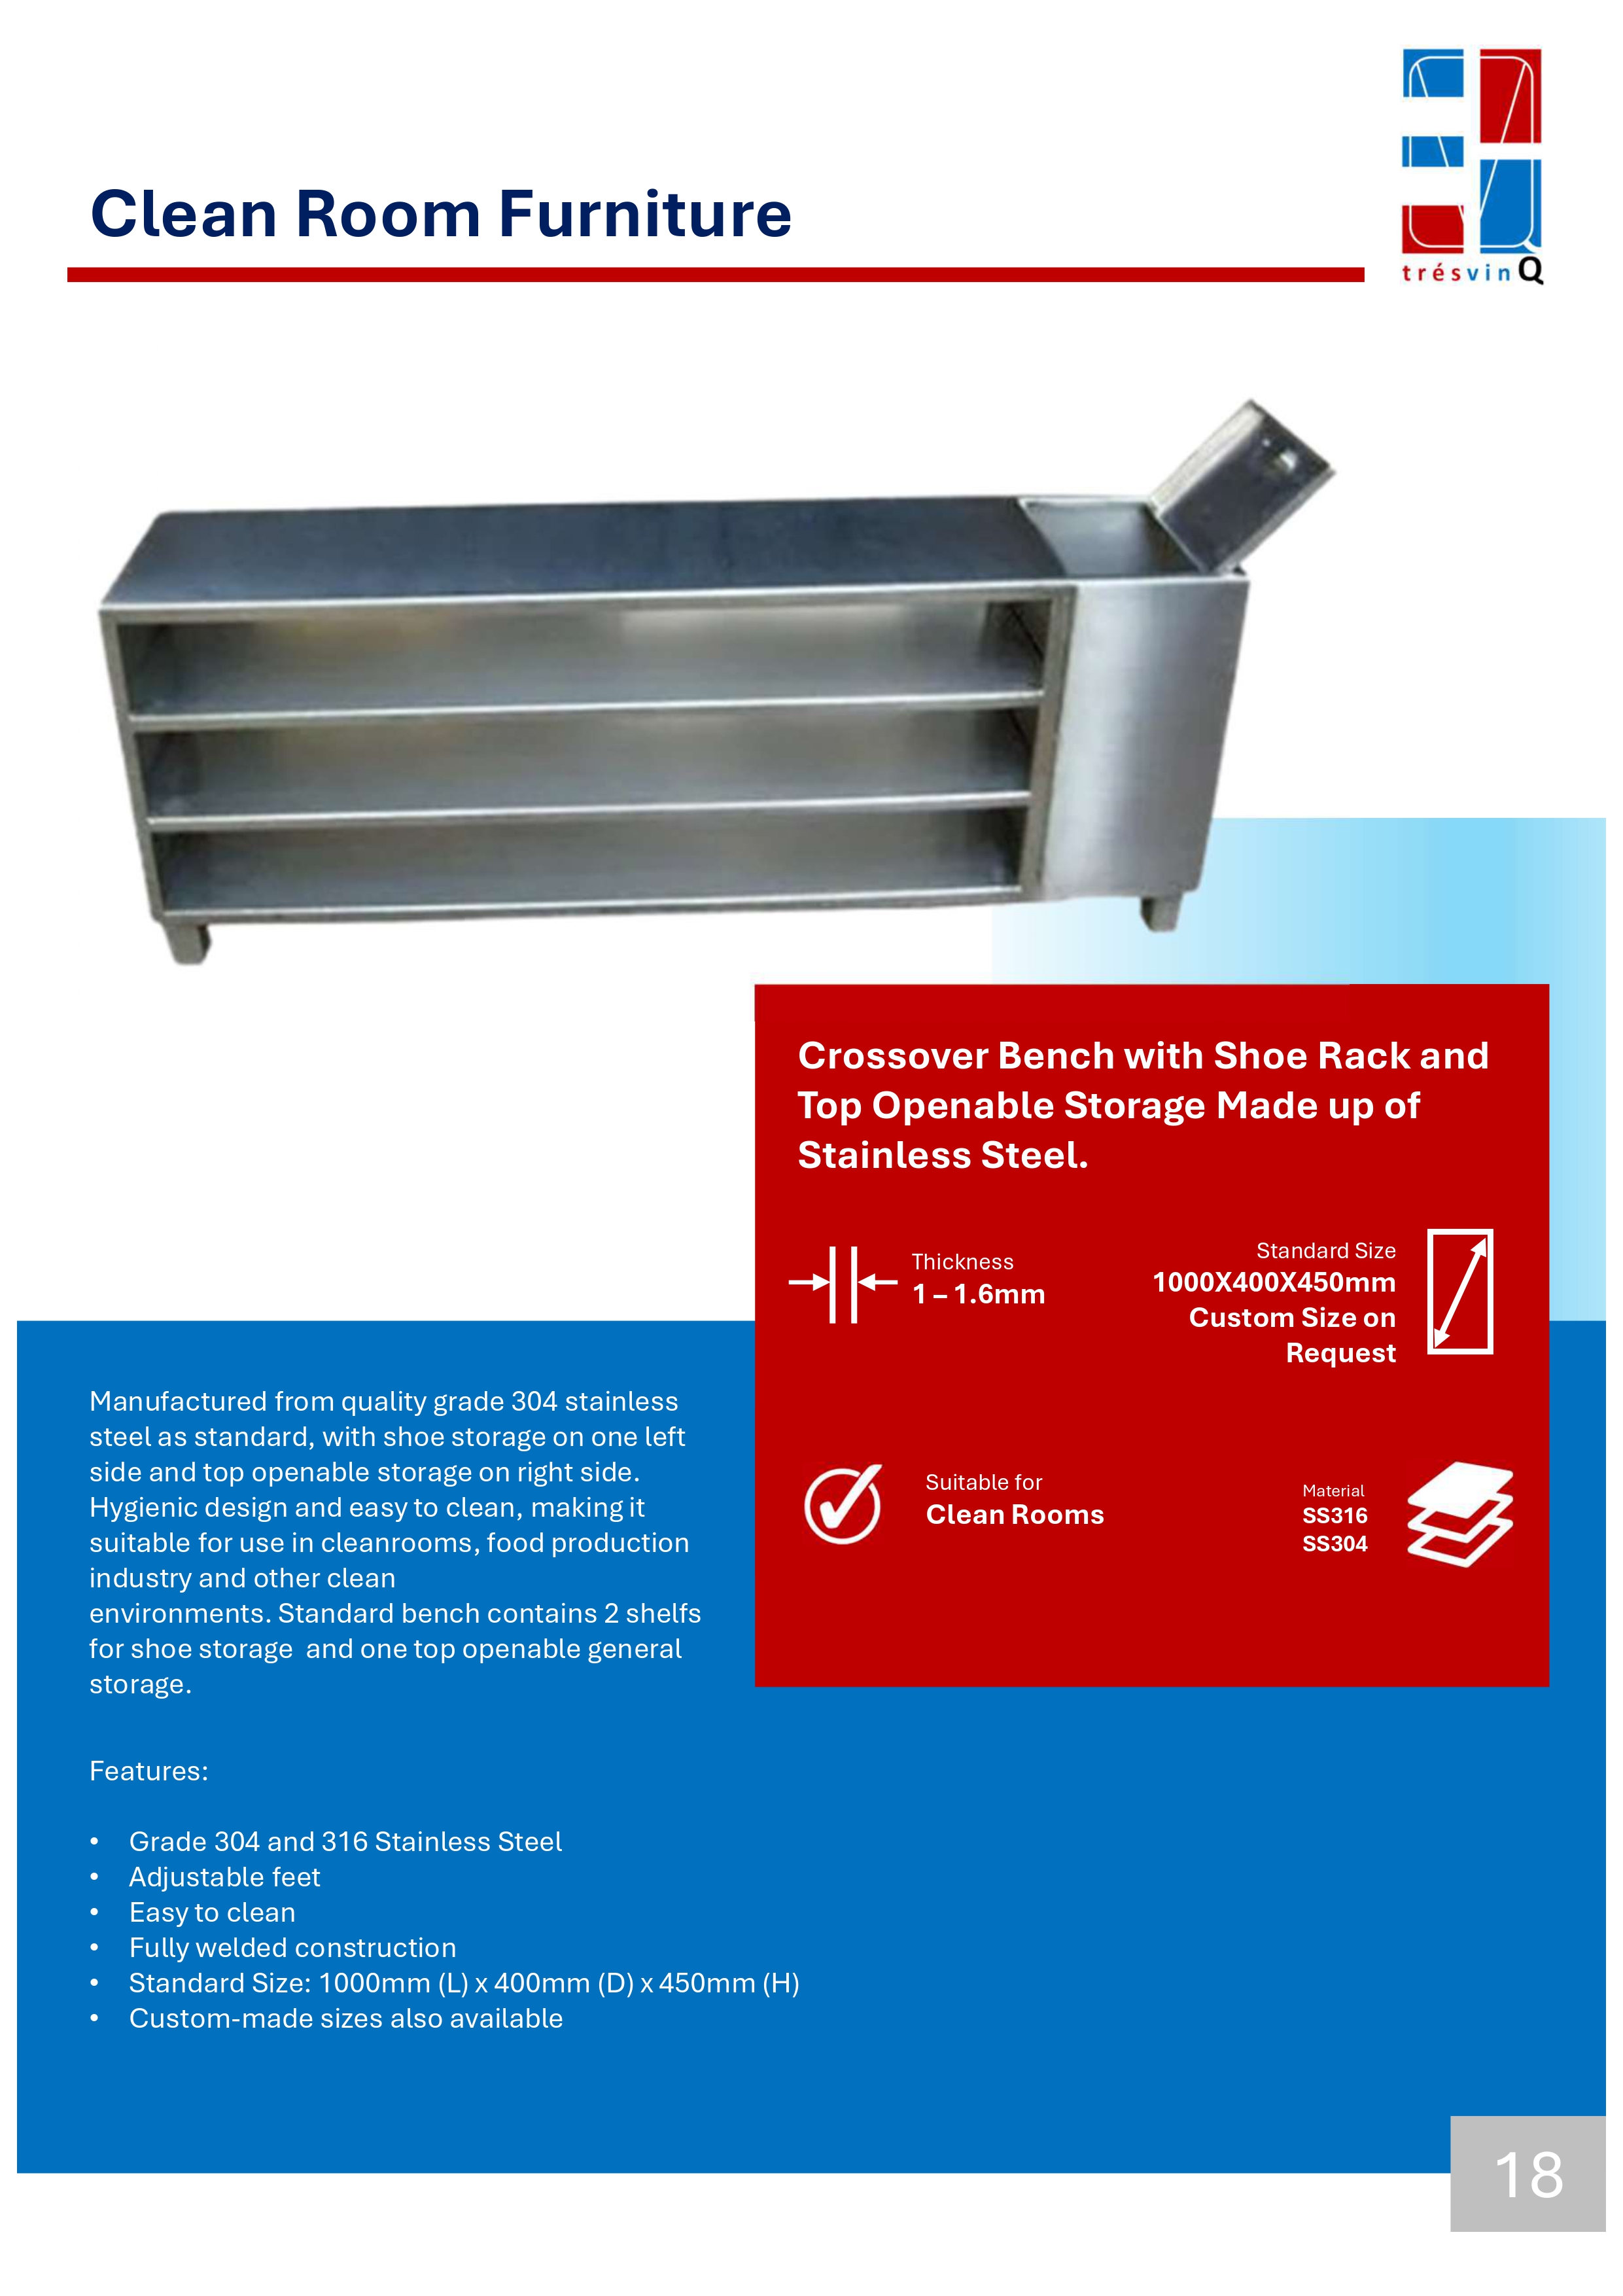 Clean Room Furniture
trésvinQ
Crossover Bench with Shoe Rack and
Top Openable Storage Made up of
Stainless Steel.
Thickness
1 – 1.6mm
Standard Size
1000X400X450mm
Custom Size on
Request
Suitable for
Clean Rooms
Material
SS316
SS304
Manufactured from quality grade 304 stainless
steel as standard, with shoe storage on one left
side and top openable storage on right side.
Hygienic design and easy to clean, making it
suitable for use in cleanrooms, food production
industry and other clean
environments. Standard bench contains 2 shelfs
for shoe storage  and one top openable general
storage.
Features:
• Grade 304 and 316 Stainless Steel
• Adjustable feet
• Easy to clean
• Fully welded construction
• Standard Size: 1000mm (L) x 400mm (D) x 450mm (H)
• Custom-made sizes also available
18